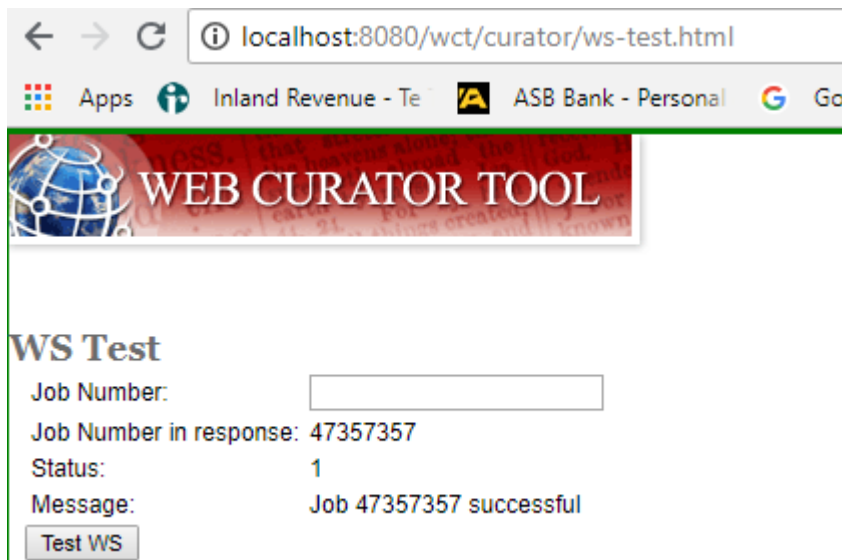 localhost:8080/wct/curator/ws-test.html
Apps Inland Revenue - Te ASB Bank - Personal Go
WEB CURATOR TOOL
WS Test
Job Number:
Job Number in response: 47357357
Status: 1
Message: Job 47357357 successful
Test WS